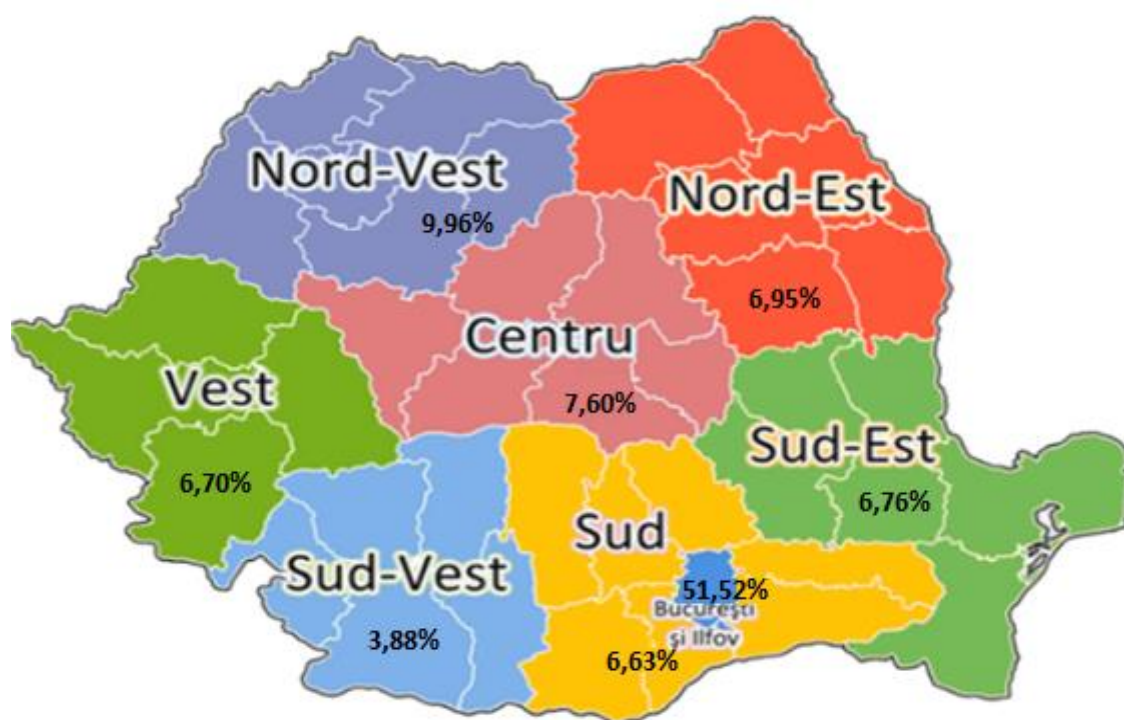 Nord-Vest
9,96%
Nord-Est
6,95%
Centru
7,60%
Vest
6,70%
Sud-Est
6,76%
Sud
6,63%
Sud-Vest
3,88%
51,52%
București
și Ilfov